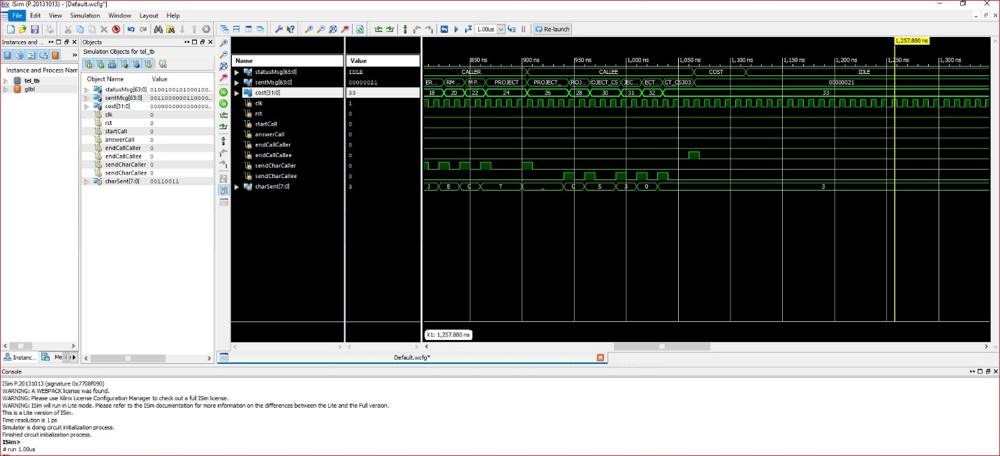 ISim (P.20131013) - [Default.wcfg*]
File Edit View Simulation Window Layout Help
1.00us Re-launch
Instances and ... Objects
Simulation Objects for tel_tb
Instance and Process Nam
tel_tb
glbl
Object Name Value
statusMsg[63:0] 0100100101000100...
sentMsg[63:0] 0011000000110000...
cost[31:0] 0000000000000000...
clk 0
rst 0
startCall 0
answerCall 0
endCallCaller 0
endCallCallee 0
sendCharCaller 0
sendCharCallee 0
charSent[7:0] 00110011
Name Value
statusMsg[63:0] IDLE
sentMsg[63:0] 00000021
cost[31:0] 33
clk 1
rst 0
startCall 0
answerCall 0
endCallCaller 0
endCallCallee 0
sendCharCaller 0
sendCharCallee 0
charSent[7:0] 3
1,257.880 ns
850 ns 900 ns 950 ns 1,000 ns 1,050 ns 1,100 ns 1,150 ns 1,200 ns 1,250 ns 1,300 ns
CALLER CALLEE COST IDLE
ER... RM ... M P... PROJECT PROJECT_ ROJ... OJECT_CS JEC... ECT... CT_CS303 00000021
18 20 22 24 26 28 30 31 32 33
J E C T _ C S 3 0 3
X1: 1,257.880 ns
Instanc... Me
Default.wcfg*
Console
ISim P.20131013 (signature 0x7708f090)
WARNING: A WEBPACK license was found.
WARNING: Please use Xilinx License Configuration Manager to check out a full ISim license.
WARNING: ISim will run in Lite mode. Please refer to the ISim documentation for more information on the differences between the Lite and the Full version.
This is a Lite version of ISim.
Time resolution is 1 ps
Simulator is doing circuit initialization process.
Finished circuit initialization process.
ISim>
# run 1.00us